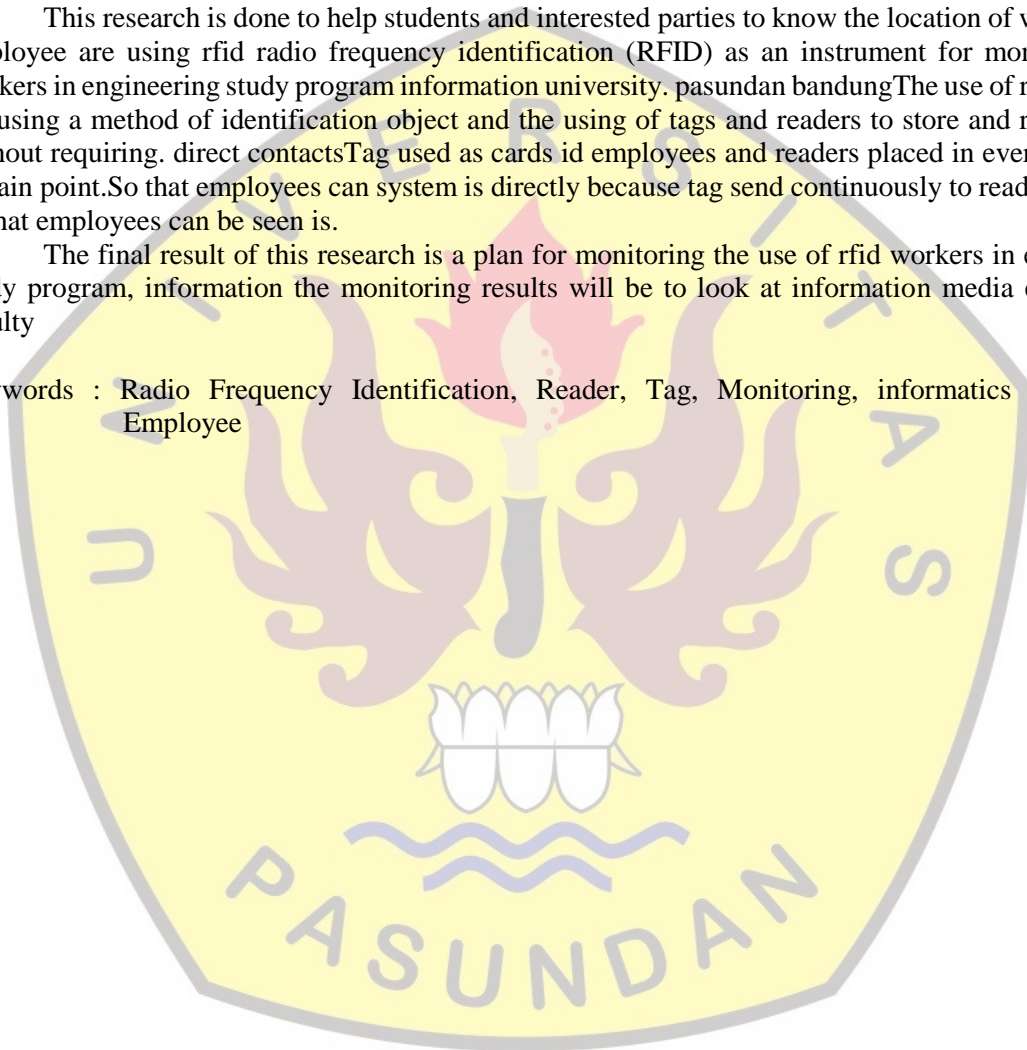 This research is done to help students and interested parties to know the location of
ployee are using rfid radio frequency identification (RFID) as an instrument for
kers in engineering study program information university. pasundan bandungThe use of
using a method of identification object and the using of tags and readers to store and
hout requiring. direct contactsTag used as cards id employees and readers placed in ever
ain point.So that employees can system is directly because tag send continuously to read
hat employees can be seen is.
The final result of this research is a plan for monitoring the use of rfid workers in
ly program, information the monitoring results will be to look at information media
ulty
words : Radio Frequency Identification, Reader, Tag, Monitoring, informatics
Employee
UNIVERSITAS
PASUNDAN